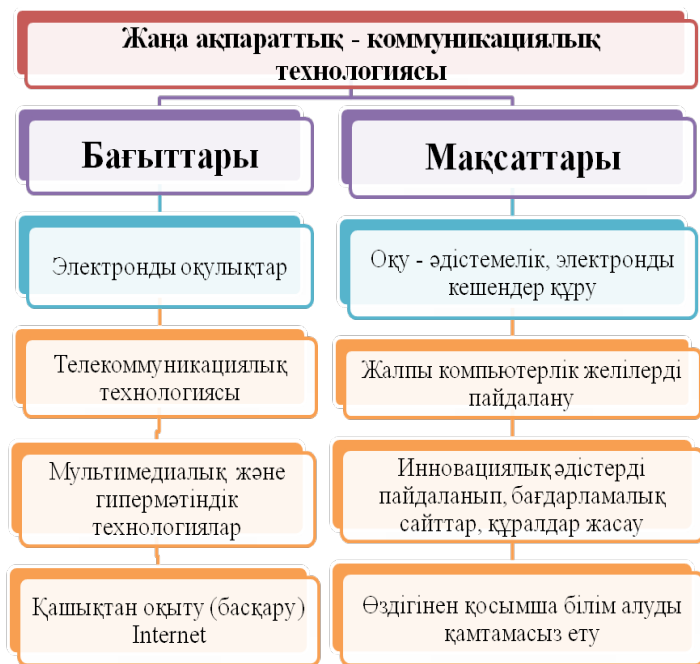 Жаңа ақпараттық - коммуникациялық
технологиясы
Бағыттары
Электронды оқулықтар
Телекоммуникациялық
технологиясы
Мультимедиалық және
гипермәтіндік
технологиялар
Қашықтан оқыту (басқару)
Internet
Мақсаттары
Оқу - әдістемелік, электронды
кешендер құру
Жалпы компьютерлік желілерді
пайдалану
Инновациялық әдістерді
пайдаланып, бағдарламалық
сайттар, құралдар жасау
Өздігінен қосымша білім алуды
қамтамасыз ету